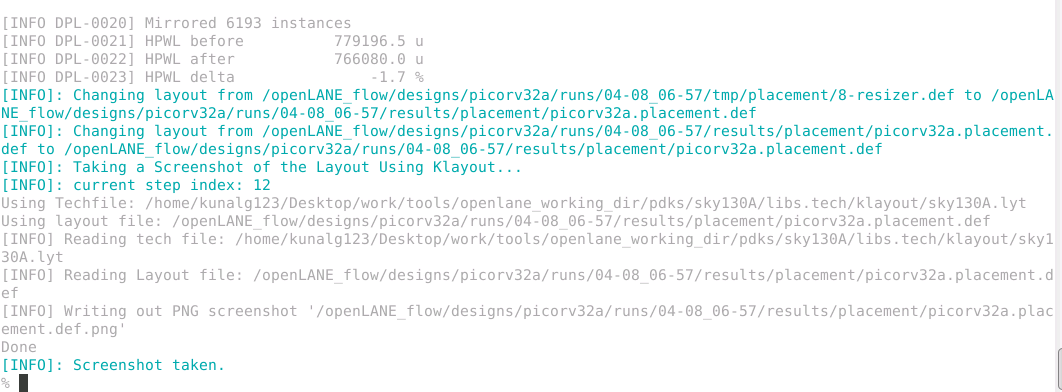 [INFO DPL-0020] Mirrored 6193 instances
[INFO DPL-0021] HPWL before          779196.5 u
[INFO DPL-0022] HPWL after           766080.0 u
[INFO DPL-0023] HPWL delta               -1.7 %
[INFO]: Changing layout from /openLANE_flow/designs/picorv32a/runs/04-08_06-57/tmp/placement/8-resizer.def to /openLA
NE_flow/designs/picorv32a/runs/04-08_06-57/results/placement/picorv32a.placement.def
[INFO]: Changing layout from /openLANE_flow/designs/picorv32a/runs/04-08_06-57/results/placement/picorv32a.placement.
def to /openLANE_flow/designs/picorv32a/runs/04-08_06-57/results/placement/picorv32a.placement.def
[INFO]: Taking a Screenshot of the Layout Using Klayout...
[INFO]: current step index: 12
Using Techfile: /home/kunalg123/Desktop/work/tools/openlane_working_dir/pdks/sky130A/libs.tech/klayout/sky130A.lyt
Using layout file: /openLANE_flow/designs/picorv32a/runs/04-08_06-57/results/placement/picorv32a.placement.def
[INFO] Reading tech file: /home/kunalg123/Desktop/work/tools/openlane_working_dir/pdks/sky130A/libs.tech/klayout/sky1
30A.lyt
[INFO] Reading Layout file: /openLANE_flow/designs/picorv32a/runs/04-08_06-57/results/placement/picorv32a.placement.d
ef
[INFO] Writing out PNG screenshot '/openLANE_flow/designs/picorv32a/runs/04-08_06-57/results/placement/picorv32a.plac
ement.def.png'
Done
[INFO]: Screenshot taken.
%